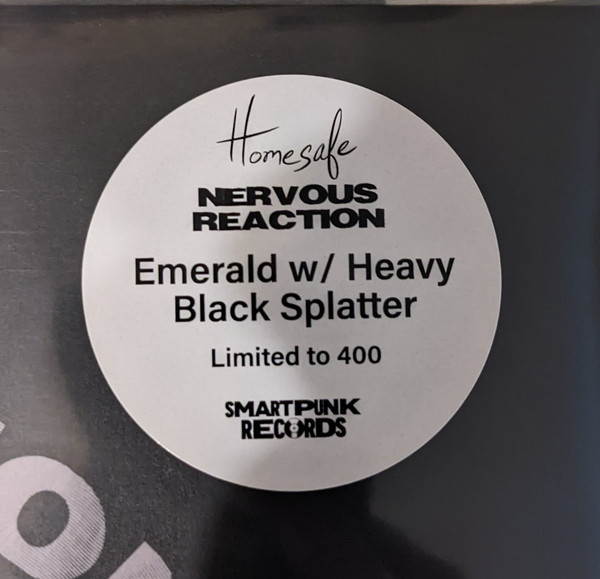 Homesafe
NERVOUS
REACTION
Emerald w/ Heavy
Black Splatter
Limited to 400
SMARTPUNK
RECORDS